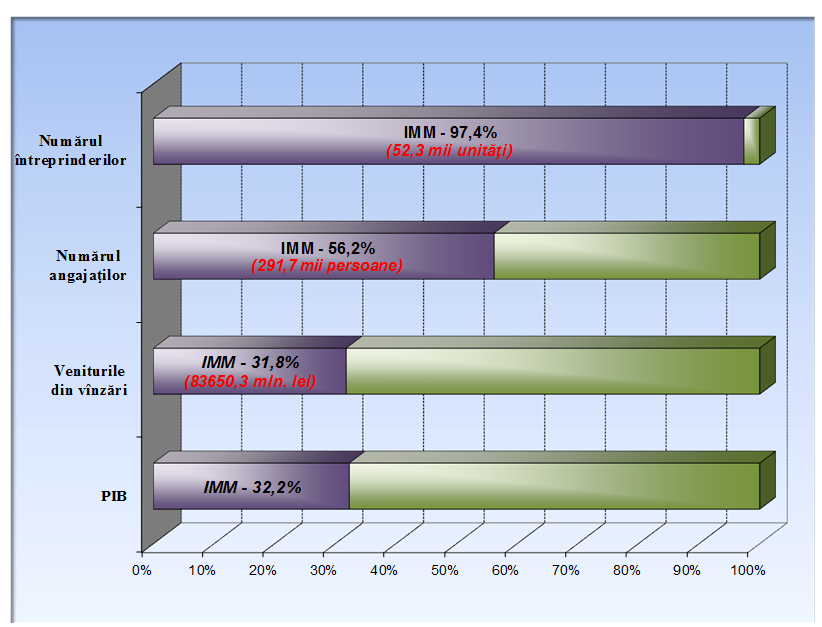 Numărul
întreprinderilor
IMM - 97,4%
(52,3 mii unităţi)
Numărul
angajaţilor
IMM - 56,2%
(291,7 mii persoane)
Veniturile
din vînzări
IMM - 31,8%
(83650,3 mln. lei)
PIB
IMM - 32,2%
0% 10% 20% 30% 40% 50% 60% 70% 80% 90% 100%